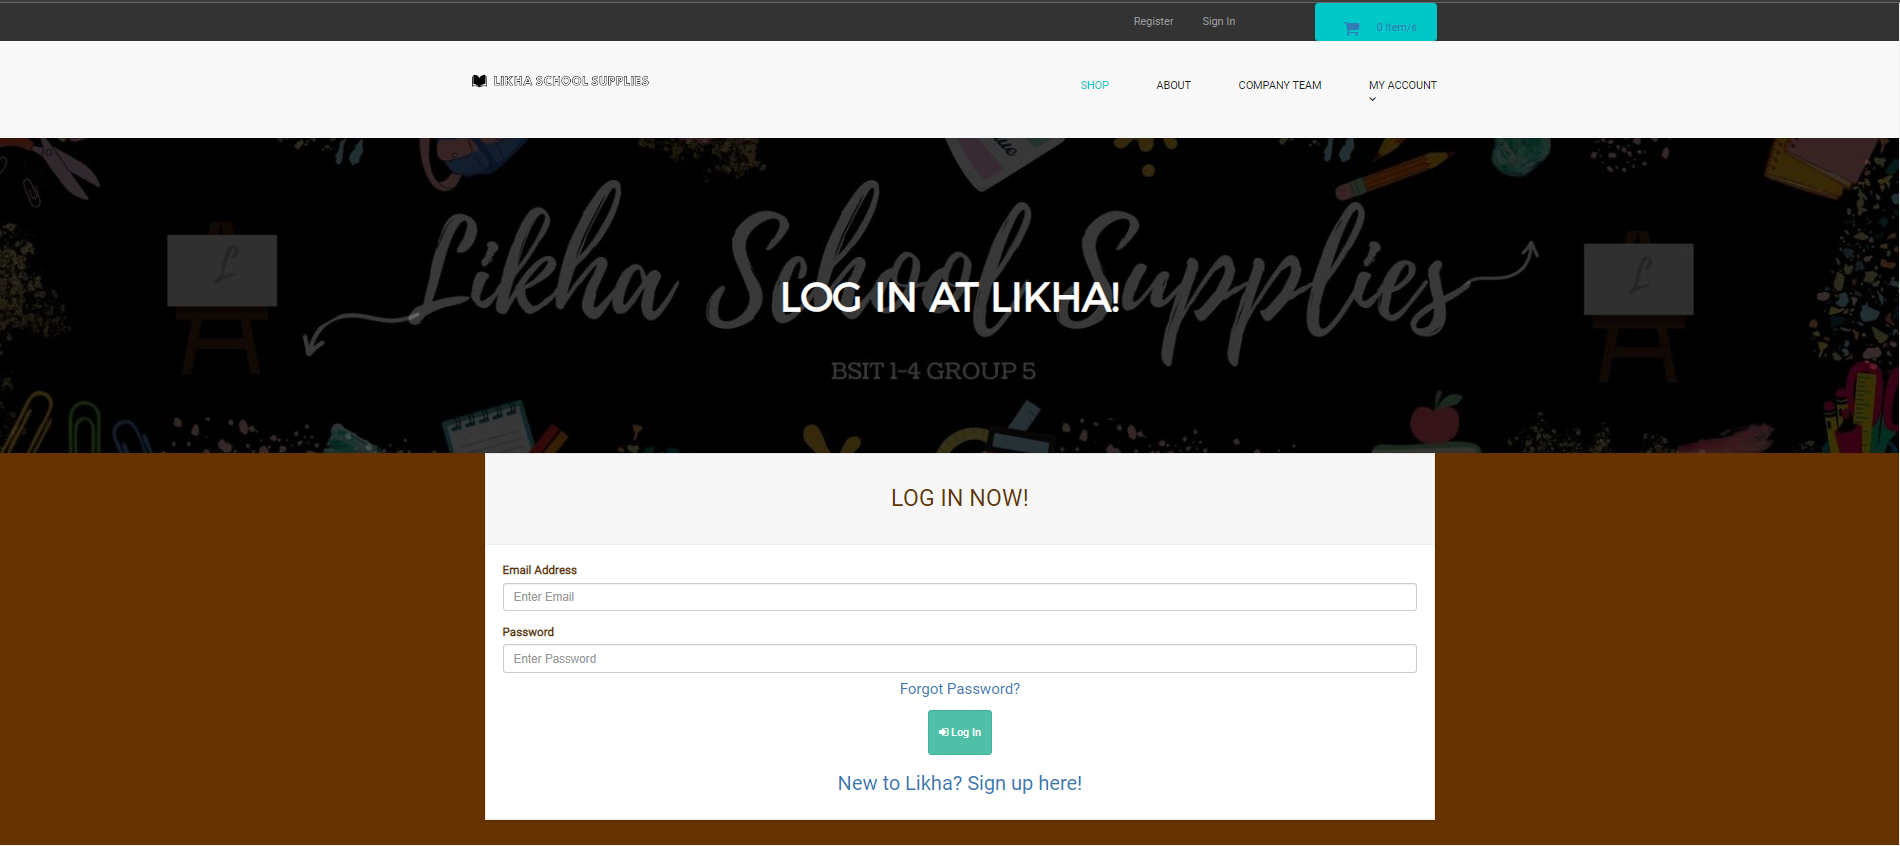 Register Sign In 0 Item/s
LIKHA SCHOOL SUPPLIES
SHOP ABOUT COMPANY TEAM MY ACCOUNT
Likha School Supplies
L L
LOG IN AT LIKHA!
BSIT 1-4 GROUP 5
LOG IN NOW!
Email Address
Enter Email
Password
Enter Password
Forgot Password?
Log In
New to Likha? Sign up here!